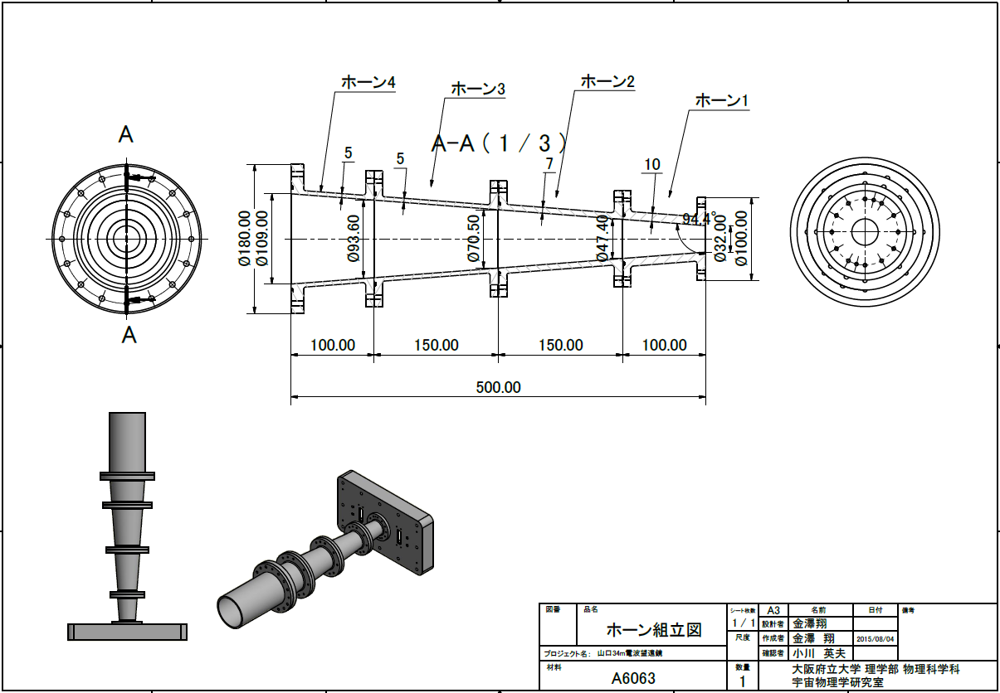 ホーン4
ホーン3
ホーン2
ホーン1
A
A-A ( 1 / 3 )
5
5
7
10
94.4°
Ø180.00
Ø109.00
Ø93.60
Ø70.50
Ø47.40
Ø32.00
Ø100.00
A
100.00
150.00
150.00
100.00
500.00
図番
品名
ホーン組立図
シート枚数
1 / 1
A3
名前
日付
備考
設計者
金澤翔
尺度
作成者
金澤 翔
2015/08/04
確認者
小川 英夫
プロジェクト名: 山口34m電波望遠鏡
材料
A6063
数量
1
大阪府立大学 理学部 物理科学科
宇宙物理学研究室